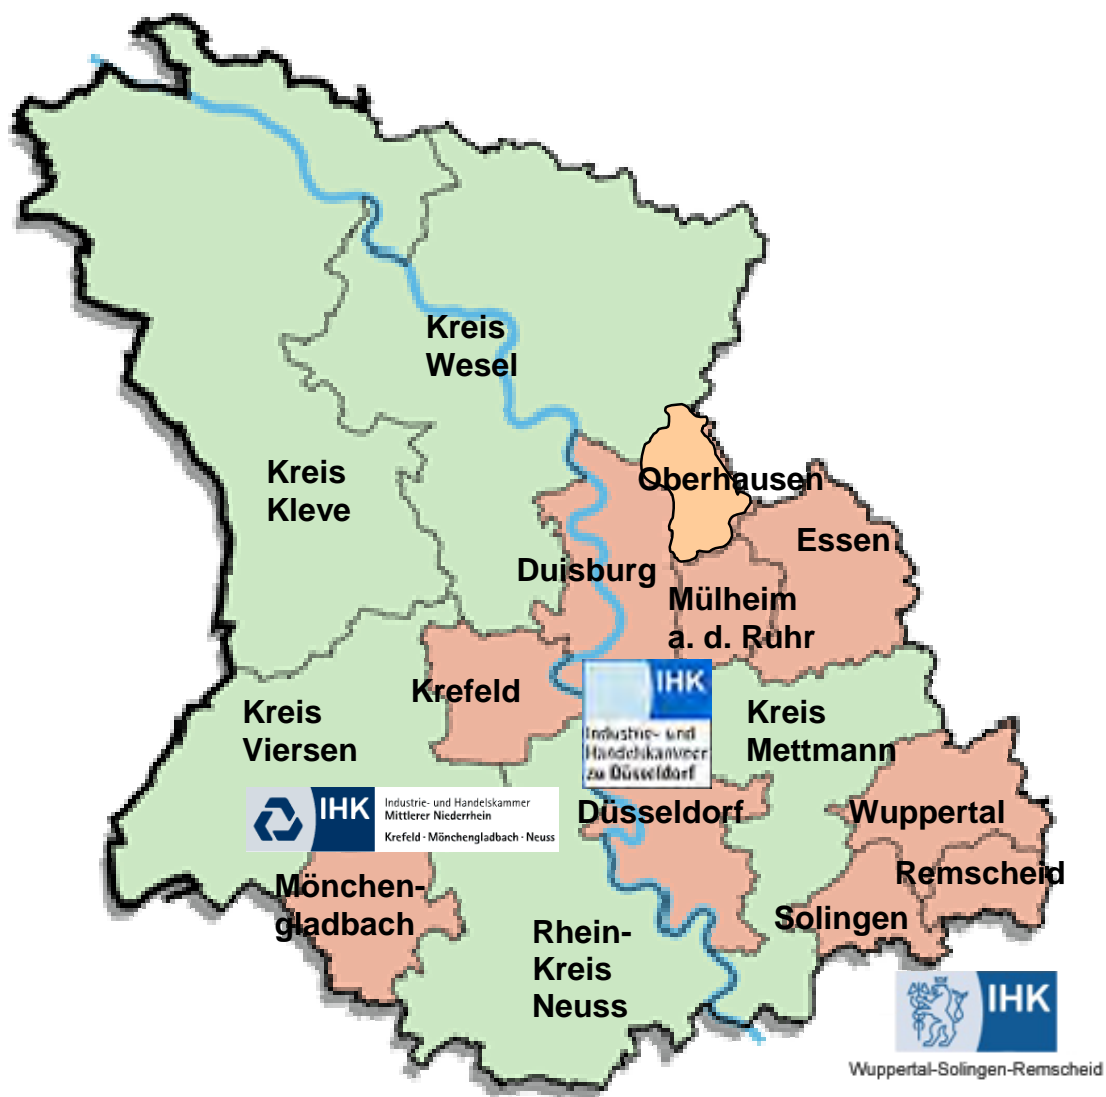 Kreis
Wesel
Kreis
Kleve
Oberhausen
Essen
Duisburg
Mülheim
a. d. Ruhr
Krefeld
IHK
Industrie- und
Handelskammer
zu Düsseldorf
Kreis
Viersen
Kreis
Mettmann
IHK
Industrie- und Handelskammer
Mittlerer Niederrhein
Krefeld · Mönchengladbach · Neuss
Düsseldorf
Wuppertal
Remscheid
Mönchen-
gladbach
Solingen
Rhein-
Kreis
Neuss
IHK
Wuppertal-Solingen-Remscheid